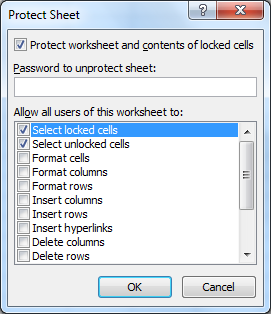 Protect Sheet
Protect worksheet and contents of locked cells
Password to unprotect sheet:
Allow all users of this worksheet to:
Select locked cells
Select unlocked cells
Format cells
Format columns
Format rows
Insert columns
Insert rows
Insert hyperlinks
Delete columns
Delete rows
OK Cancel